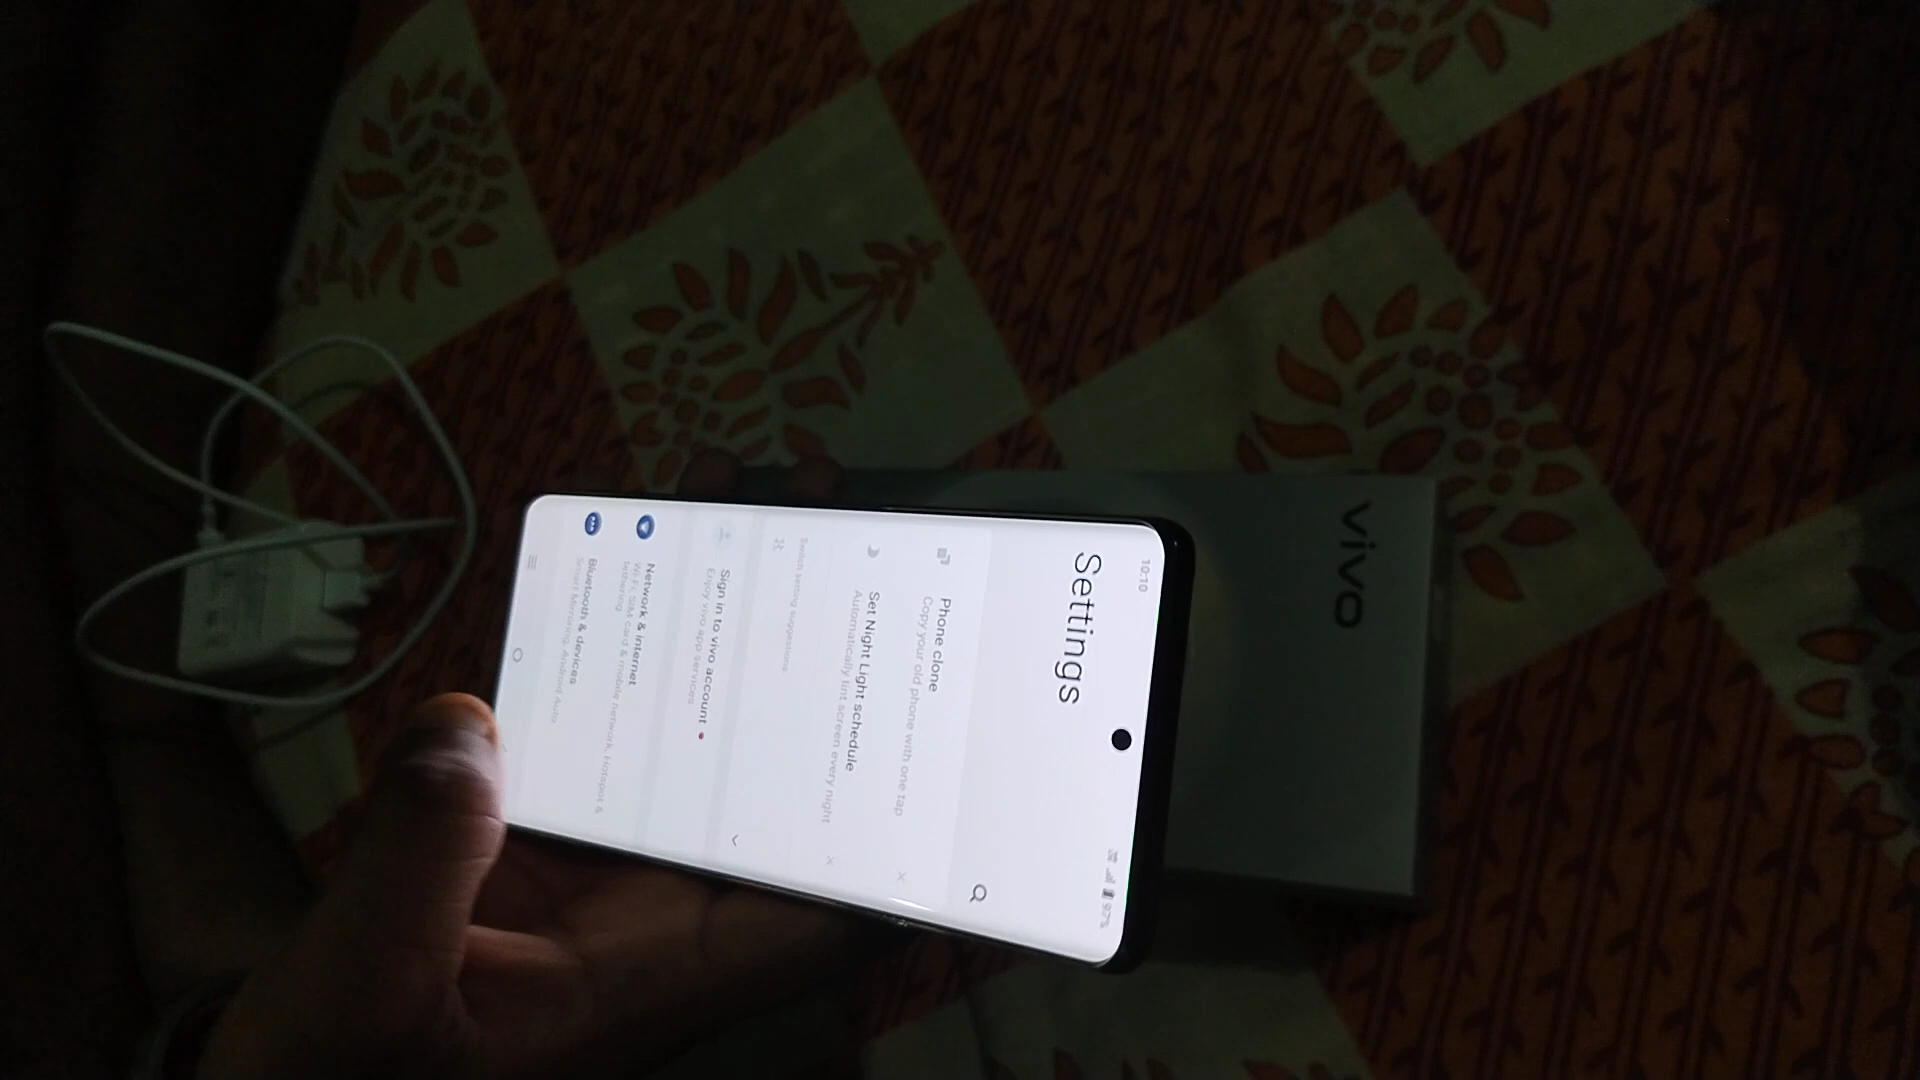 10:10
97%
Settings
Phone clone
Copy your old phone with one tap
Set Night Light schedule
Automatically tint screen every night
Switch setting suggestions
Sign in to vivo account
Enjoy vivo app services
Network & internet
Wi-Fi, SIM card & mobile network, Hotspot &
tethering
Bluetooth & devices
Smart Mirroring, Android Auto
vivo